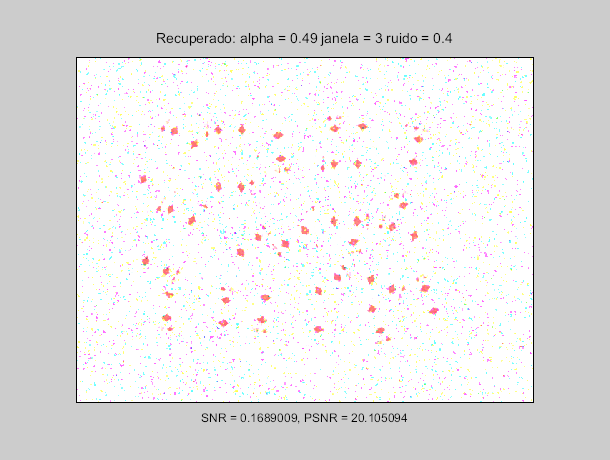 Recuperado: alpha = 0.49 janela = 3 ruido = 0.4
SNR = 0.1689009, PSNR = 20.105094